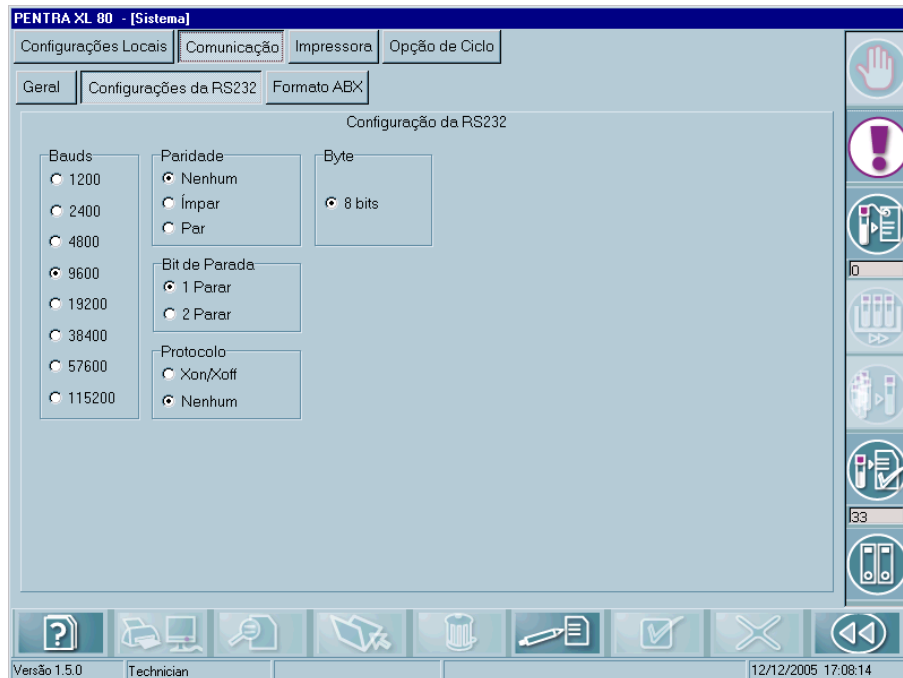 PENTRA XL 80 - [Sistema]
Configurações Locais Comunicação Impressora Opção de Ciclo
Geral Configurações da RS232 Formato ABX
Configuração da RS232
Bauds
1200
2400
4800
9600
19200
38400
57600
115200
Paridade
Nenhum
Ímpar
Par
Bit de Parada
1 Parar
2 Parar
Protocolo
Xon/Xoff
Nenhum
Byte
8 bits
0
33
Versão 1.5.0 Technician 12/12/2005 17:08:14